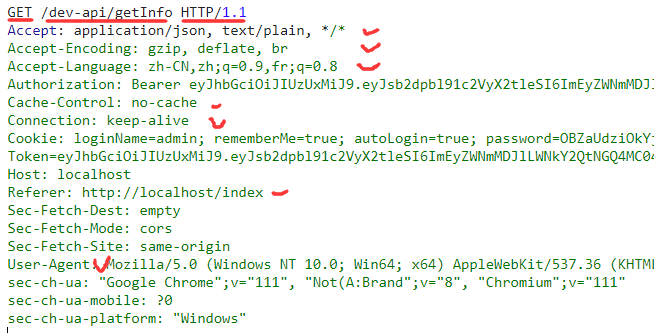 GET /dev-api/getInfo HTTP/1.1
Accept: application/json, text/plain, */*
Accept-Encoding: gzip, deflate, br
Accept-Language: zh-CN,zh;q=0.9,fr;q=0.8
Authorization: Bearer eyJhbGciOiJIUzUxMiJ9.eyJsb2dpbl91c2VyX2tleSI6ImEyZWNmMDJl
Cache-Control: no-cache
Connection: keep-alive
Cookie: loginName=admin; rememberMe=true; autoLogin=true; password=OBZaUdziOkYj
Token=eyJhbGciOiJIUzUxMiJ9.eyJsb2dpbl91c2VyX2tleSI6ImEyZWNmMDJlLWNkY2QtNGQ4MC04
Host: localhost
Referer: http://localhost/index
Sec-Fetch-Dest: empty
Sec-Fetch-Mode: cors
Sec-Fetch-Site: same-origin
User-Agent: Mozilla/5.0 (Windows NT 10.0; Win64; x64) AppleWebKit/537.36 (KHTML
sec-ch-ua: "Google Chrome";v="111", "Not(A:Brand";v="8", "Chromium";v="111"
sec-ch-ua-mobile: ?0
sec-ch-ua-platform: "Windows"